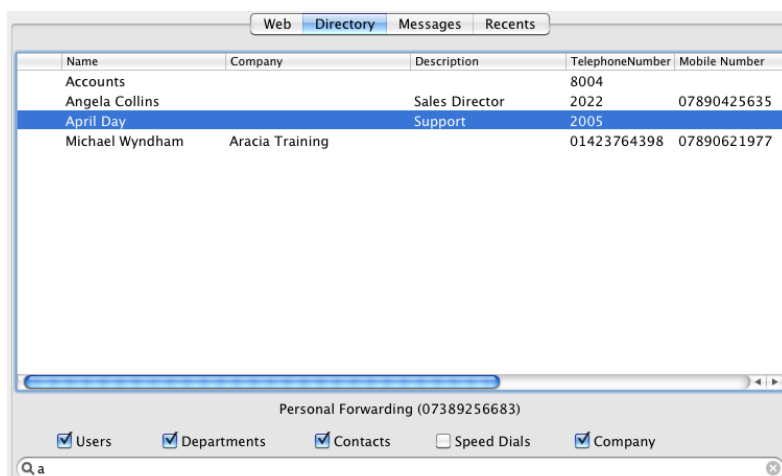 Web Directory Messages Recents
Name Company Description TelephoneNumber Mobile Number
Accounts 8004
Angela Collins Sales Director 2022 07890425635
April Day Support 2005
Michael Wyndham Aracia Training 01423764398 07890621977
Personal Forwarding (07389256683)
Users Departments Contacts Speed Dials Company
a